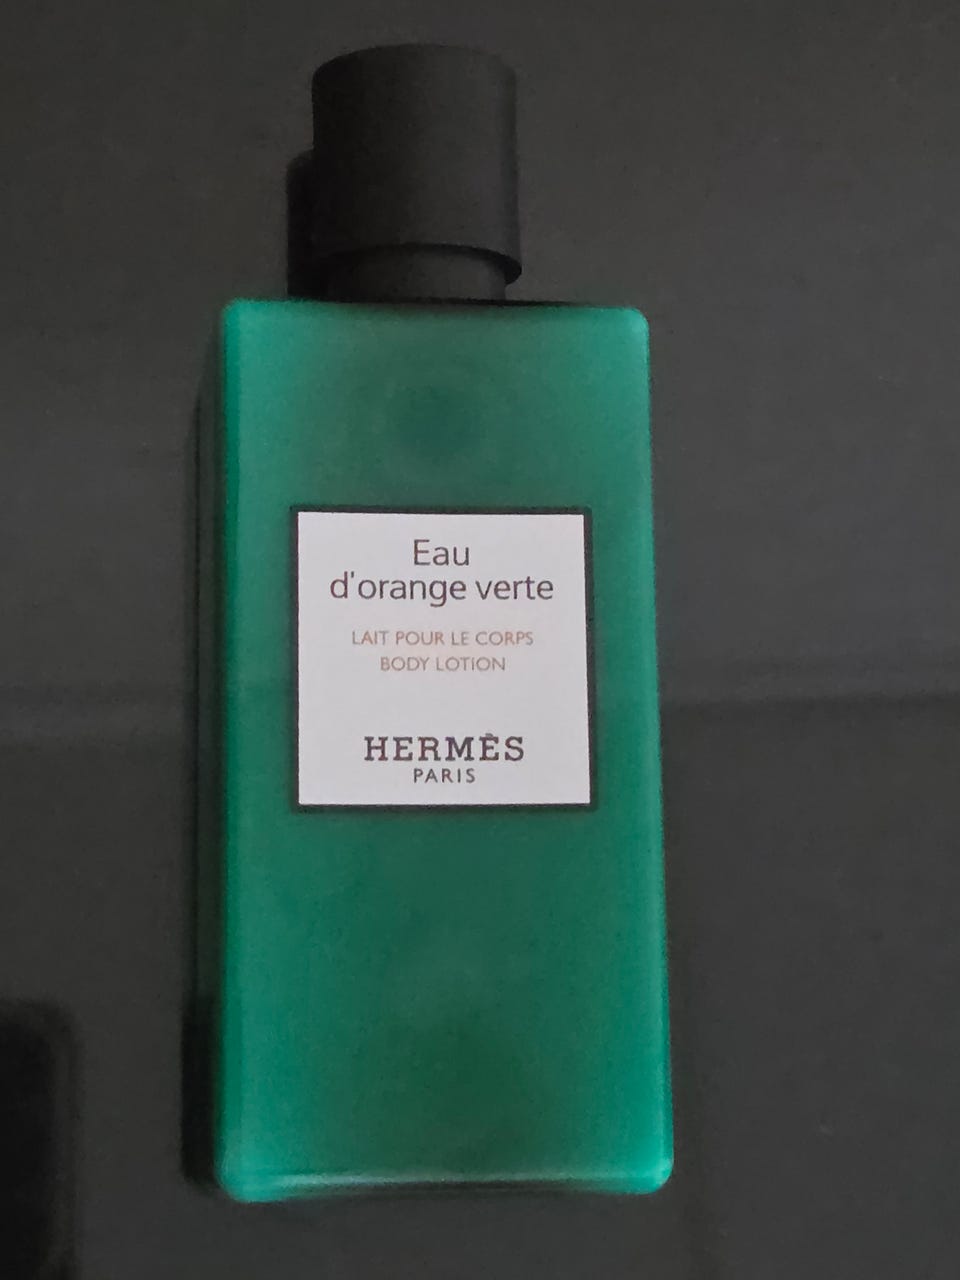 Eau
d'orange verte
LAIT POUR LE CORPS
BODY LOTION
HERMÈS
PARIS